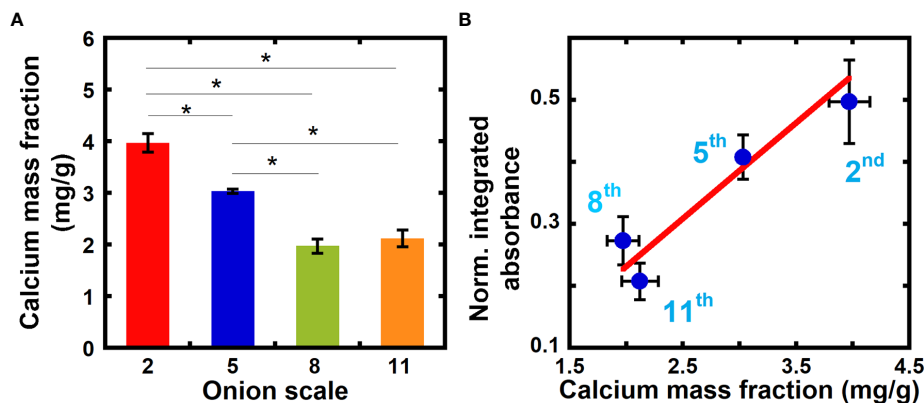 A
Calcium mass fraction
(mg/g)
6
5
4
3
2
1
0
*
*
*
*
*
2 5 8 11
Onion scale
B
Norm. integrated
absorbance
0.5
0.3
0.1
8th
11th
5th
2nd
1.5 2.5 3.5 4.5
Calcium mass fraction (mg/g)